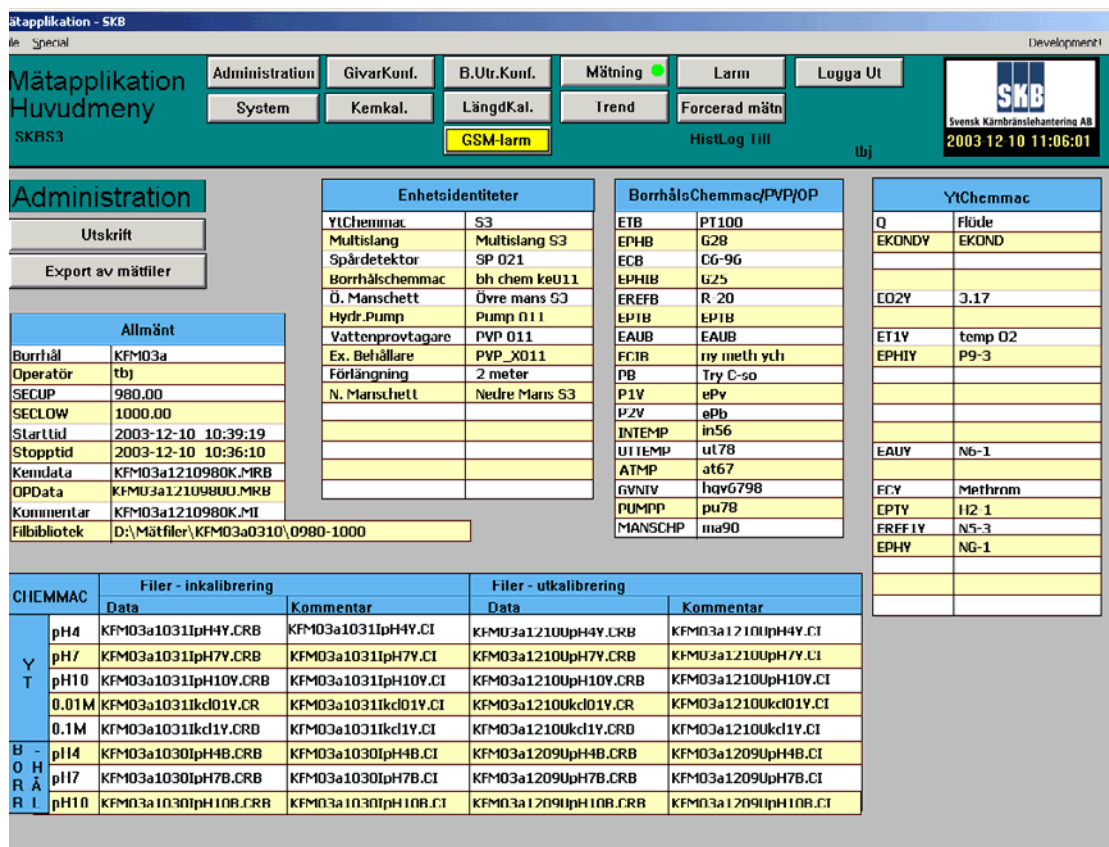 ätapplikation - SKB
ile Special Development!
Mätapplikation
Huvudmeny
SKBS3
Administration GivarKonf. B.Utr.Konf. Mätning Larm Logga Ut
System Kemkal. LängdKal. Trend Forcerad mätn
GSM-larm HistLog Till tbj
SKB
Svensk Kärnbränslehantering AB
2003-12-10 11:06:01
Administration
Utskrift
Export av mätfiler
Allmänt
Borrhål KFM03a
Operatör tbj
SECUP 980.00
SECLOW 1000.00
Starttid 2003-12-10 10:39:19
Stopptid 2003-12-10 10:36:10
Kemdata KFM03a1210980K.MRB
OPData KFM03a1210980O.MRB
Kommentar KFM03a1210980K.MI
Filbibliotek D:\Mätfiler\KFM03a0310\0980-1000
Enhetsidentiteter
YtChemmac S3
Multislang Multislang S3
Spårdetektor SP 021
Borrhålschemmac bh chem ke011
Ö. Manschett Övre mans S3
Hydr.Pump Pump 011
Vattenprovtagare PVP 011
Ex. Behållare PVP_X011
Förlängning 2 meter
N. Manschett Nedre Mans S3
BorrhålsChemmac/PVP/OP
ETB PT100
EPHB G28
ECB CG-96
EPHIB G25
EREFB R-20
EPTB EPTB
EAUB EAUB
ECIB ny meth ych
PB Try C-so
P1V ePv
P2V ePb
INTEMP in56
UTTEMP ut78
ATMP at67
GVNIV hgv6798
PUMPP pu78
MANSCHP ma90
YtChemmac
Q Flöde
EKONDY EKOND
EO2Y 3.17
ET1Y temp O2
EPHIY P9-3
EAUY N6-1
ECY Methrom
EPTY H2-1
EREF1Y N5-3
EPHY NG-1
CHEMMAC Filer - inkalibrering Filer - utkalibrering
Data Kommentar Data Kommentar
YT
pH4 KFM03a1031IpH4Y.CRB KFM03a1031IpH4Y.CI KFM03a1210UpH4Y.CRB KFM03a1210UpH4Y.CI
pH7 KFM03a1031IpH7Y.CRB KFM03a1031IpH7Y.CI KFM03a1210UpH7Y.CRB KFM03a1210UpH7Y.CI
pH10 KFM03a1031IpH10Y.CRB KFM03a1031IpH10Y.CI KFM03a1210UpH10Y.CRB KFM03a1210UpH10Y.CI
0.01M KFM03a1031Ikcl01Y.CR KFM03a1031Ikcl01Y.CI KFM03a1210Ukcl01Y.CR KFM03a1210Ukcl01Y.CI
0.1M KFM03a1031Ikcl1Y.CRB KFM03a1031Ikcl1Y.CI KFM03a1210Ukcl1Y.CRB KFM03a1210Ukcl1Y.CI
BORR-HÅL
pH4 KFM03a1030IpH4B.CRB KFM03a1030IpH4B.CI KFM03a1209UpH4B.CRB KFM03a1209UpH4B.CI
pH7 KFM03a1030IpH7B.CRB KFM03a1030IpH7B.CI KFM03a1209UpH7B.CRB KFM03a1209UpH7B.CI
pH10 KFM03a1030IpH10B.CRB KFM03a1030IpH10B.CI KFM03a1209UpH10B.CRB KFM03a1209UpH10B.CI